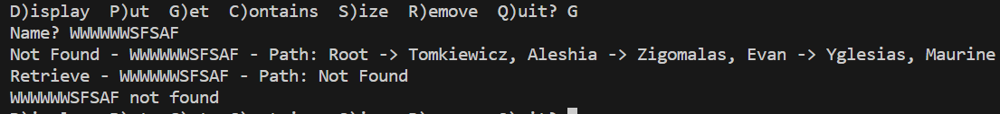 D)isplay  P)ut  G)et  C)ontains  S)ize  R)emove  Q)uit? G
Name? WWWWWWSFSAF
Not Found - WWWWWWSFSAF - Path: Root -> Tomkiewicz, Aleshia -> Zigomalas, Evan -> Yglesias, Maurine
Retrieve - WWWWWWSFSAF - Path: Not Found
WWWWWWSFSAF not found